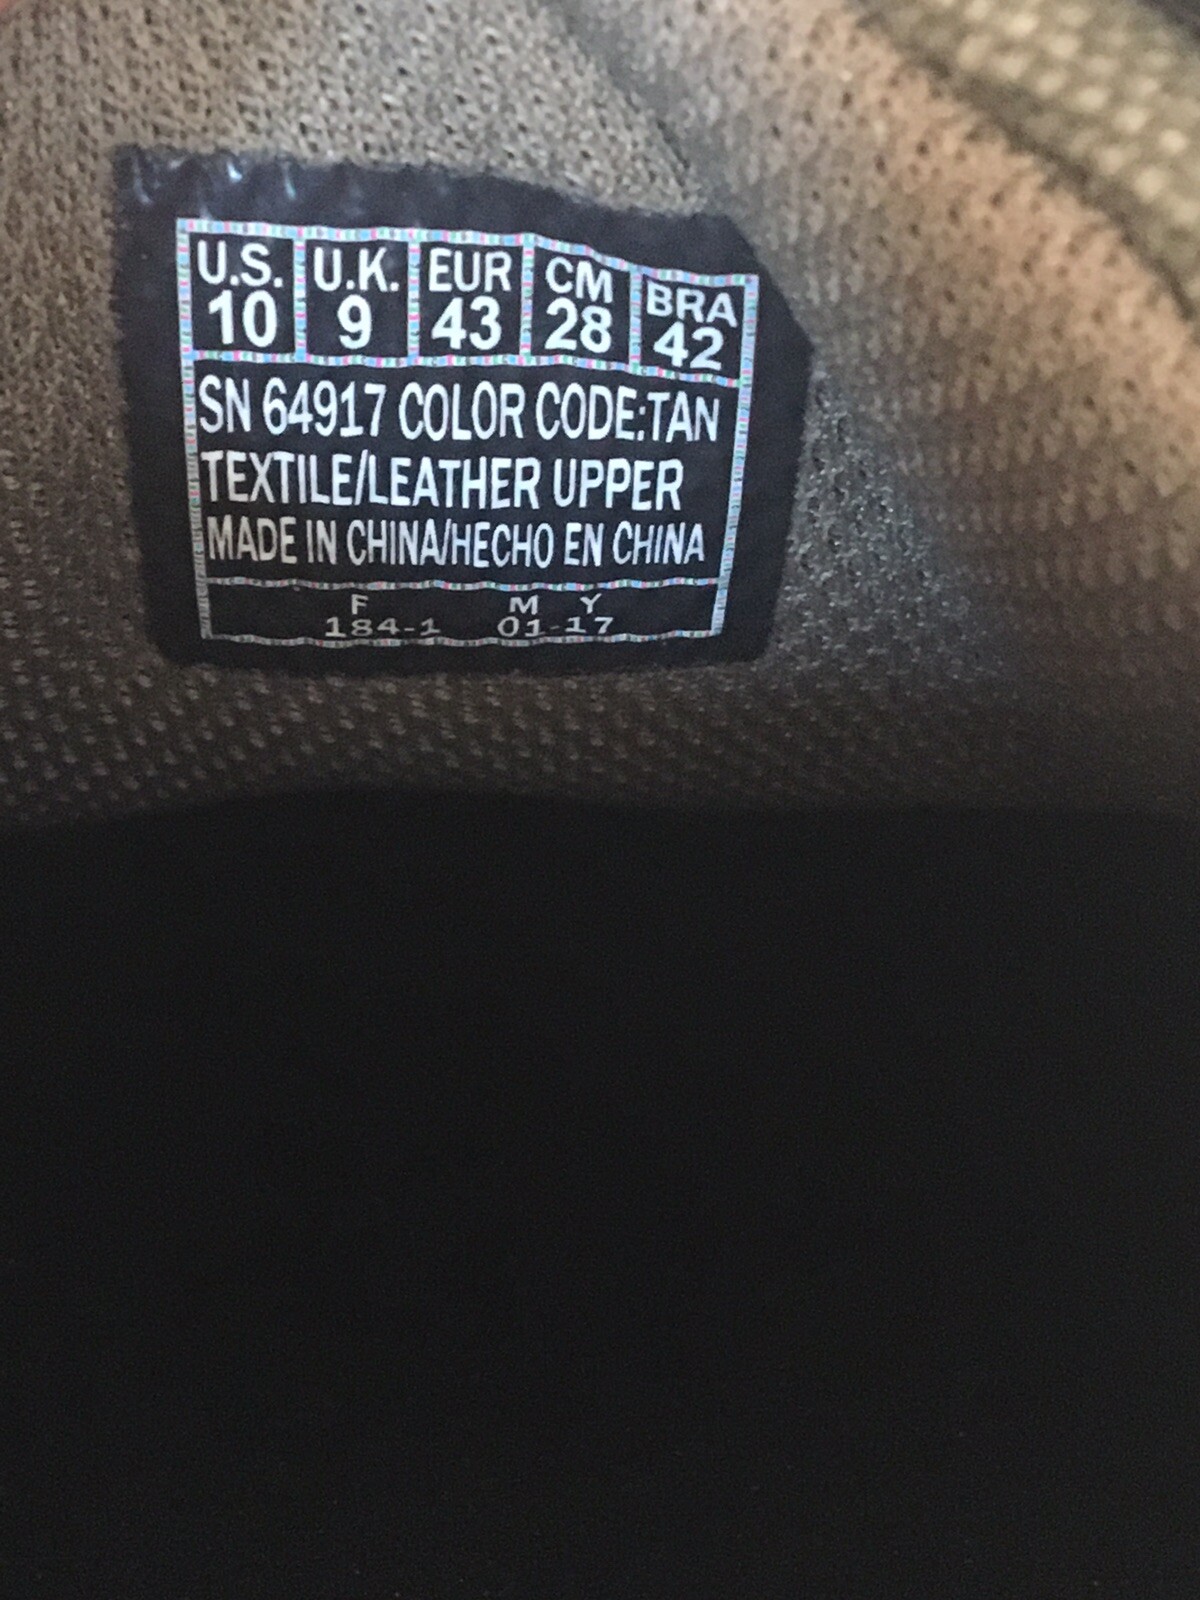 U.S. U.K. EUR CM BRA
10 9 43 28 42
SN 64917 COLOR CODE:TAN
TEXTILE/LEATHER UPPER
MADE IN CHINA/HECHO EN CHINA
F M Y
184-1 01-17